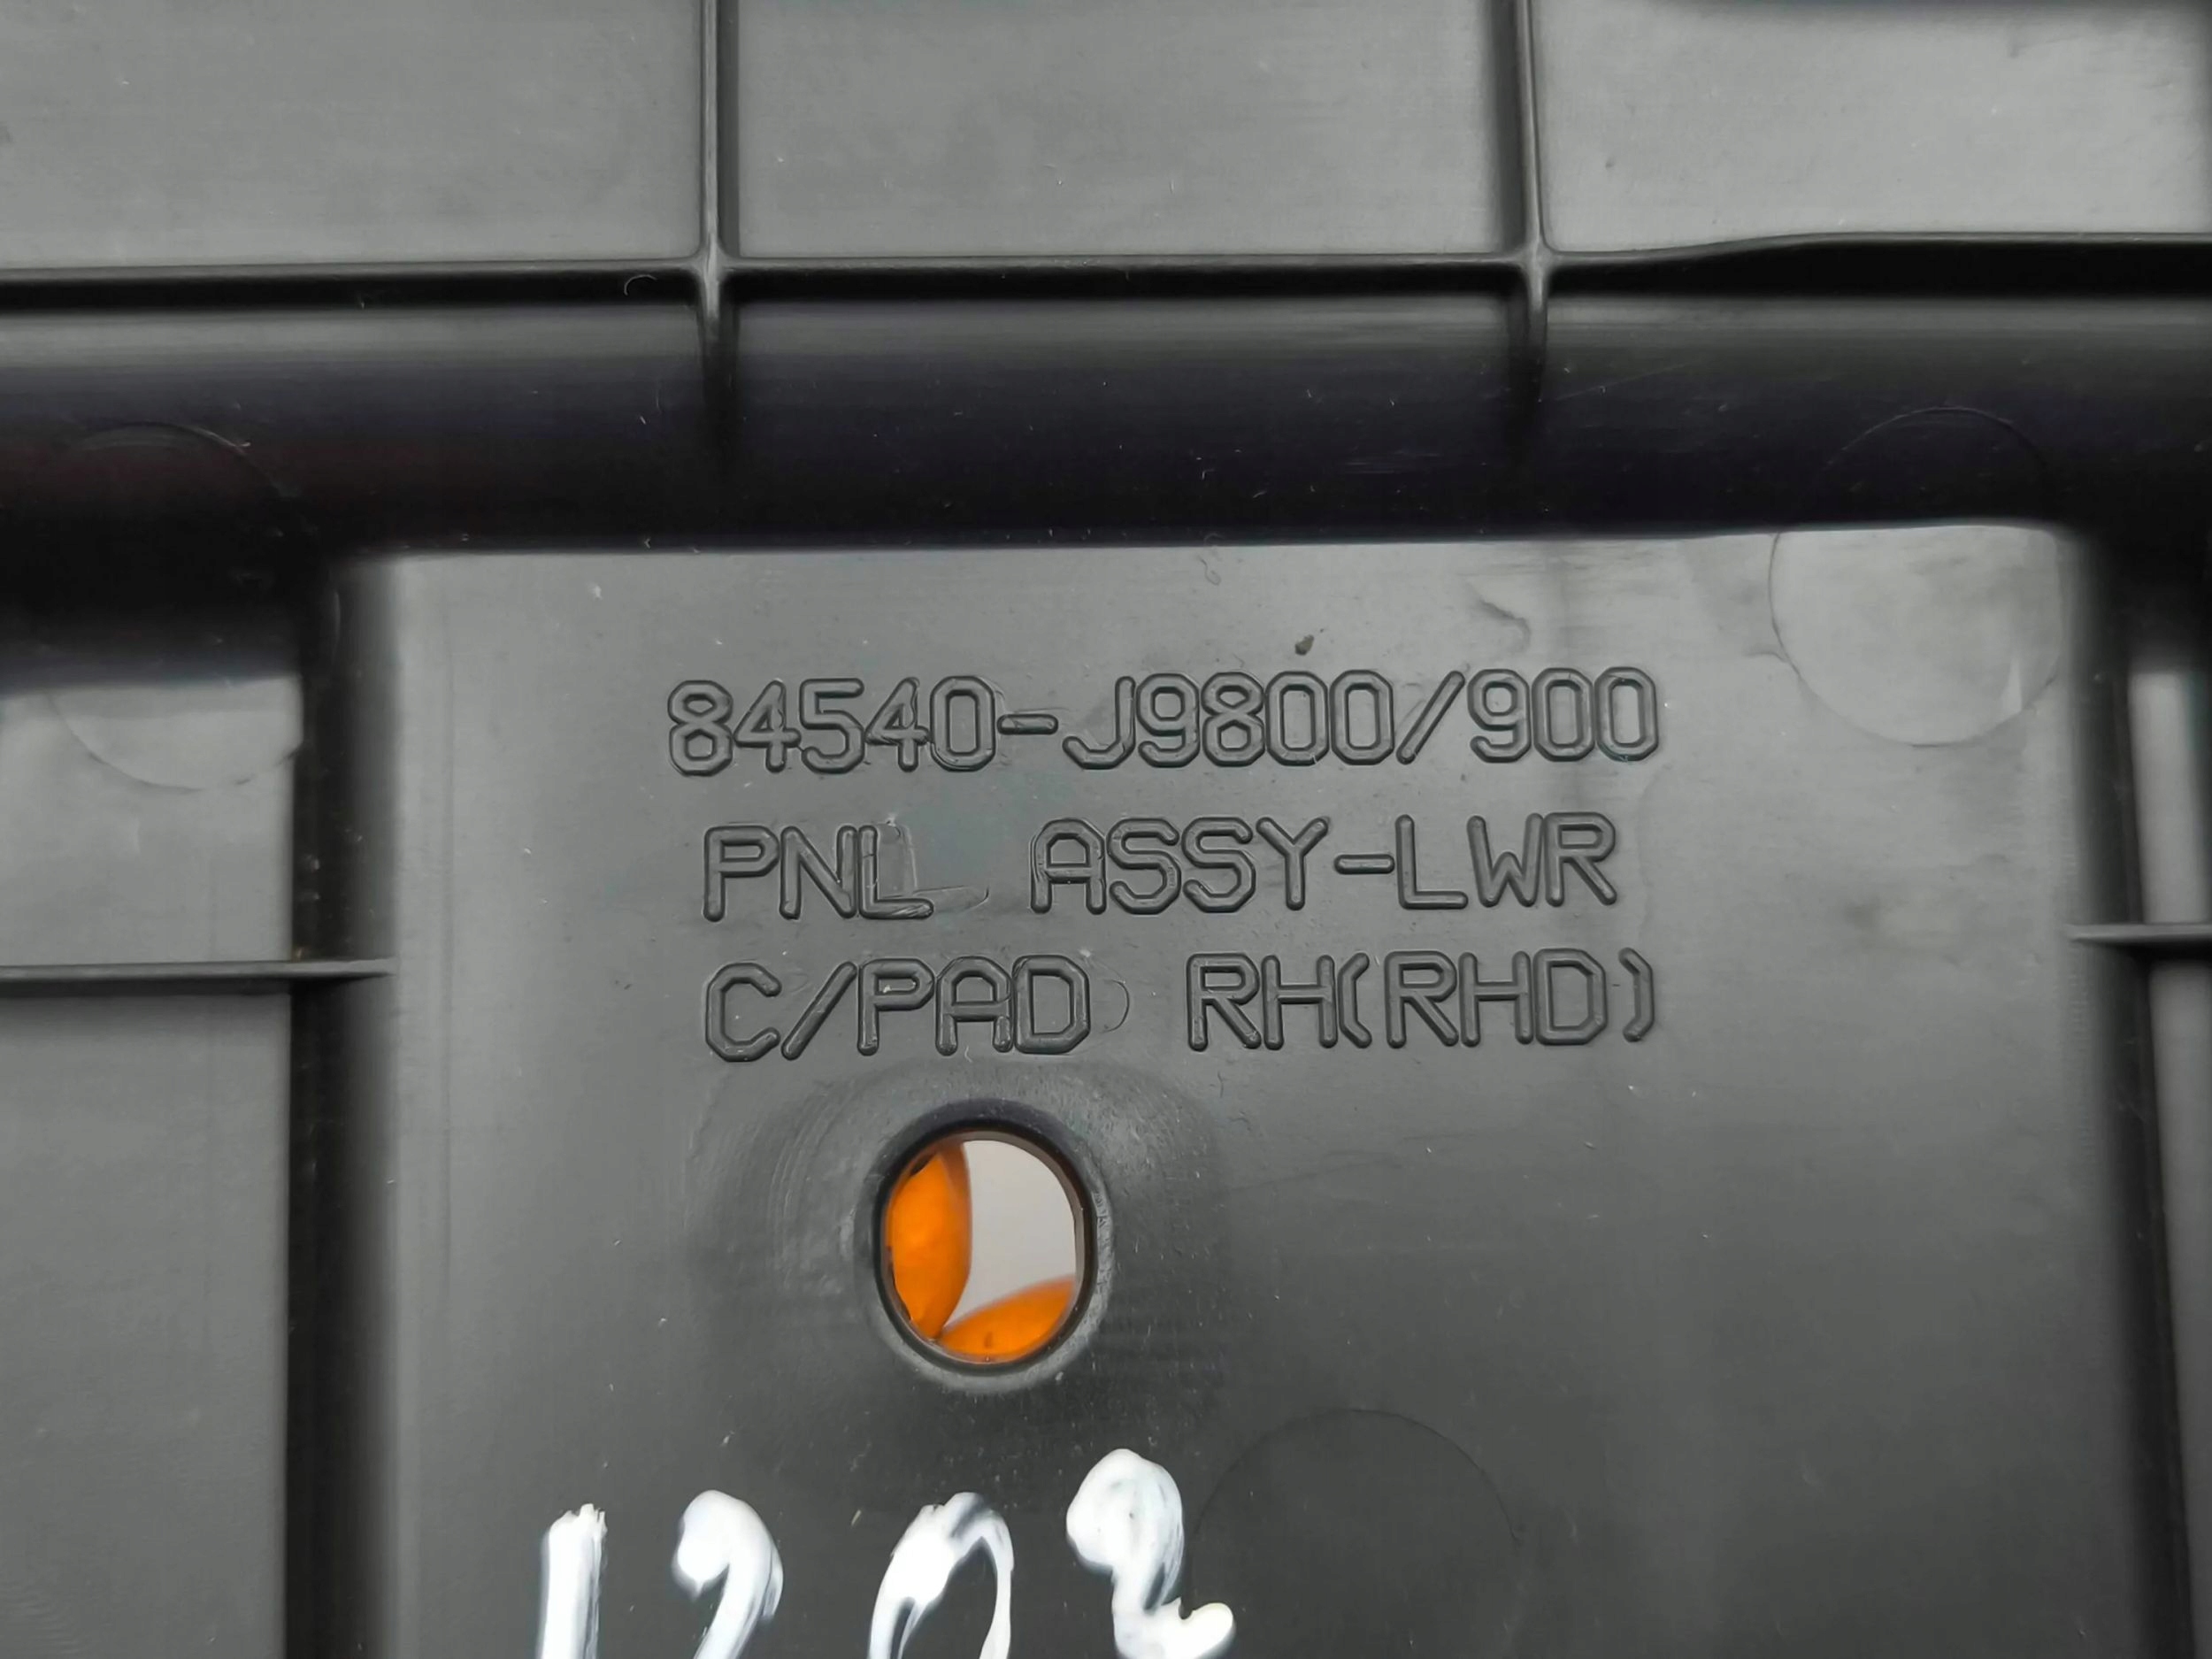 84540-J9800/900
PNL ASSY-LWR
C/PAD RH(RHD)